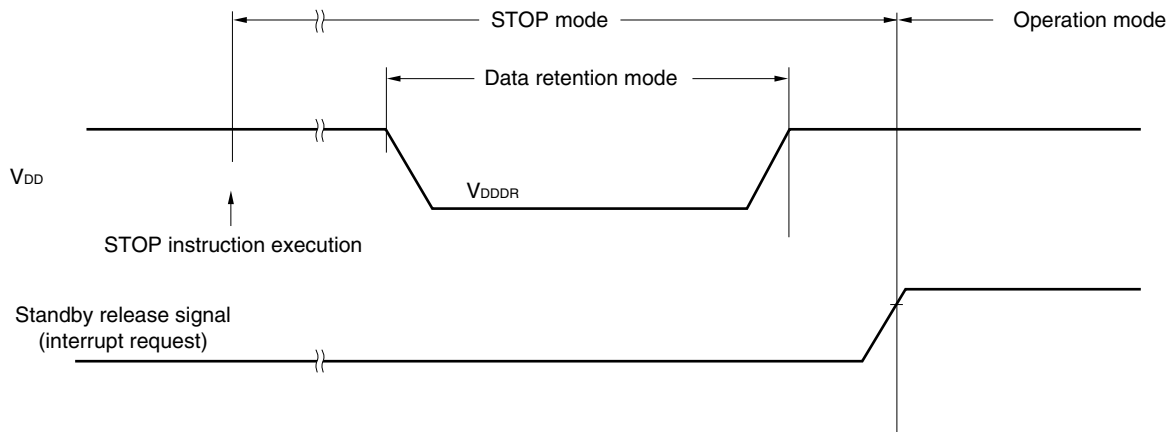 STOP mode
Operation mode
Data retention mode
VDD
VDDDR
STOP instruction execution
Standby release signal
(interrupt request)